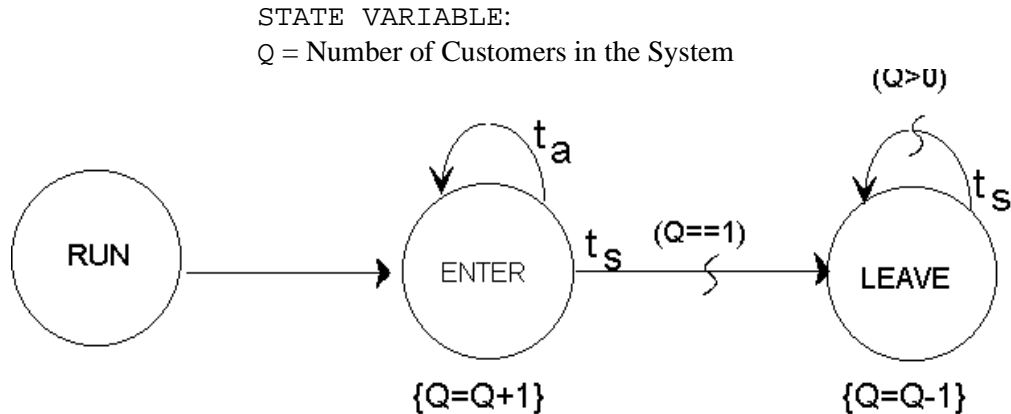 STATE VARIABLE:
Q = Number of Customers in the System
(Q>0)
t_a
t_s
t_s
(Q==1)
RUN
ENTER
LEAVE
{Q=Q+1}
{Q=Q-1}